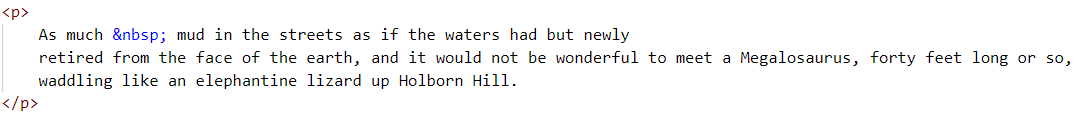 <p>
As much &nbsp; mud in the streets as if the waters had but newly
retired from the face of the earth, and it would not be wonderful to meet a Megalosaurus, forty feet long or so,
waddling like an elephantine lizard up Holborn Hill.
</p>